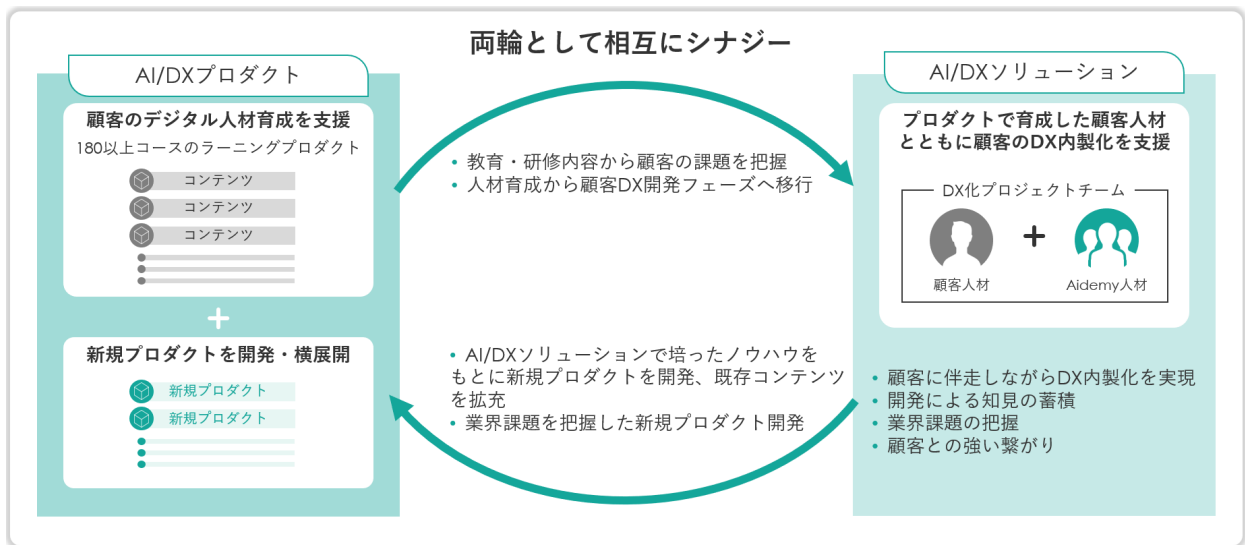 両輪として相互にシナジー
AI/DXプロダクト
顧客のデジタル人材育成を支援
180以上コースのラーニングプロダクト
コンテンツ
コンテンツ
コンテンツ
+
新規プロダクトを開発・横展開
新規プロダクト
新規プロダクト
• 教育・研修内容から顧客の課題を把握
• 人材育成から顧客DX開発フェーズへ移行
• AI/DXソリューションで培ったノウハウを
もとに新規プロダクトを開発、既存コンテンツ
を拡充
• 業界課題を把握した新規プロダクト開発
AI/DXソリューション
プロダクトで育成した顧客人材
とともに顧客のDX内製化を支援
DX化プロジェクトチーム
+
顧客人材
Aidemy人材
• 顧客に伴走しながらDX内製化を実現
• 開発による知見の蓄積
• 業界課題の把握
• 顧客との強い繋がり